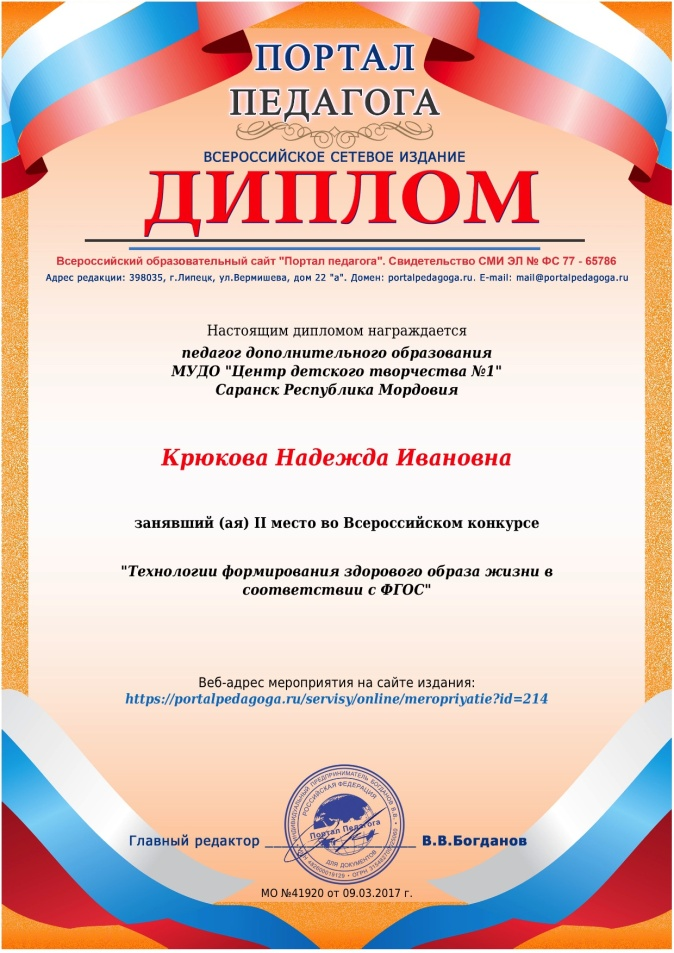 ПОРТАЛ
ПЕДАГОГА
ВСЕРОССИЙСКОЕ СЕТЕВОЕ ИЗДАНИЕ
ДИПЛОМ
Всероссийский образовательный сайт "Портал педагога". Свидетельство СМИ ЭЛ № ФС 77 - 65786
Адрес редакции: 398035, г.Липецк, ул.Вермишева, дом 22 "а". Домен: portalpedagoga.ru. E-mail: mail@portalpedagoga.ru
Настоящим дипломом награждается
педагог дополнительного образования
МУДО "Центр детского творчества №1"
Саранск Республика Мордовия
Крюкова Надежда Ивановна
занявший (ая) II место во Всероссийском конкурсе
"Технологии формирования здорового образа жизни в
соответствии с ФГОС"
Веб-адрес мероприятия на сайте издания:
https://portalpedagoga.ru/servisy/online/meropriyatie?id=214
ИНДИВИДУАЛЬНЫЙ ПРЕДПРИНИМАТЕЛЬ БОГДАНОВ В.В.
РОССИЙСКАЯ ФЕДЕРАЦИЯ
Портал Педагога
ДЛЯ ДОКУМЕНТОВ
Главный редактор
В.В.Богданов
МО №41920 от 09.03.2017 г.